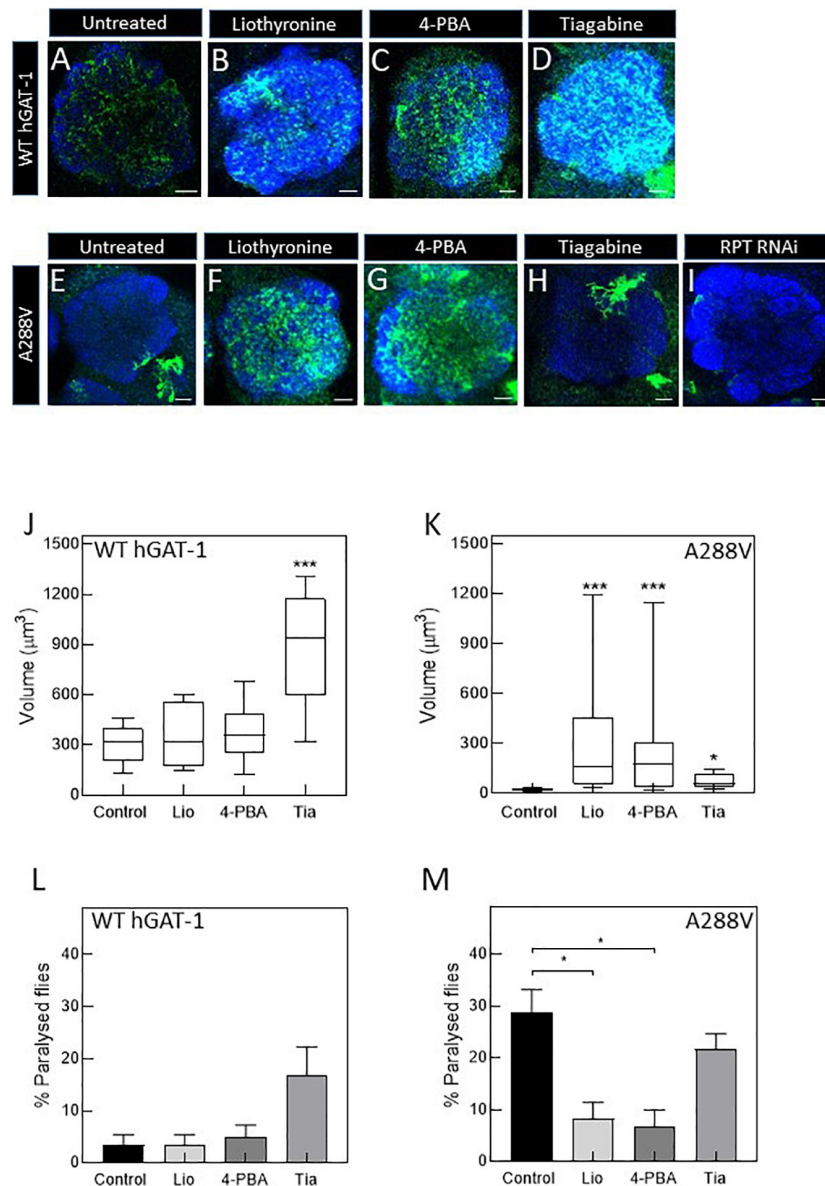 Untreated Liothyronine 4-PBA Tiagabine
WT hGAT-1
A B C D
Untreated Liothyronine 4-PBA Tiagabine RPT RNAi
A288V
E F G H I
J
WT hGAT-1
***
Volume (μm³)
1500
1200
900
600
300
0
Control Lio 4-PBA Tia
K
A288V
*** *** *
Volume (μm³)
1500
1200
900
600
300
0
Control Lio 4-PBA Tia
L
WT hGAT-1
% Paralysed flies
40
30
20
10
0
Control Lio 4-PBA Tia
M
A288V
*
*
% Paralysed flies
40
30
20
10
0
Control Lio 4-PBA Tia